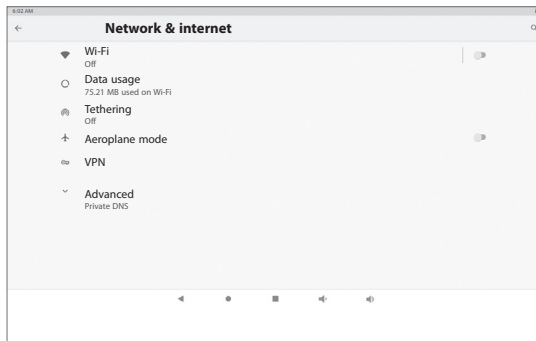 8:02 AM
Network & internet
Wi-Fi
Off
Data usage
75.21 MB used on Wi-Fi
Tethering
Off
Aeroplane mode
VPN
Advanced
Private DNS